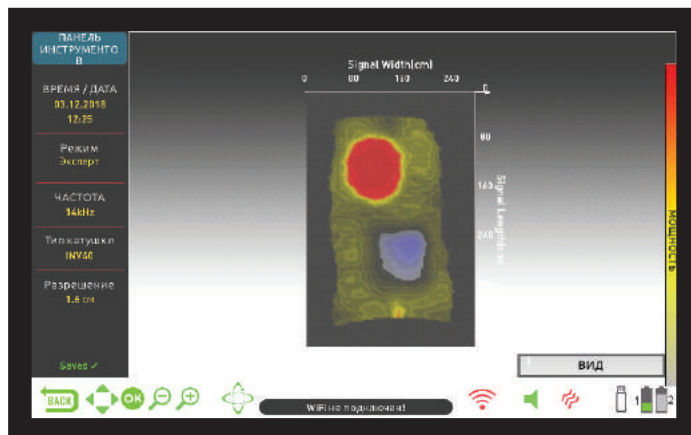 ПАНЕЛЬ
ИНСТРУМЕНТО
В
ВРЕМЯ / ДАТА
03.12.2018
12:25
Режим
Эксперт
ЧАСТОТА
14kHz
Тип катушки
INV40
Разрешение
1.6 cm
Saved ✓
Signal Width(cm)
0 80 160 240
0
80
160
240
Signal Length(cm)
МОЩНОСТЬ
ВИД
BACK
OK
WiFi не подключен!
1
2